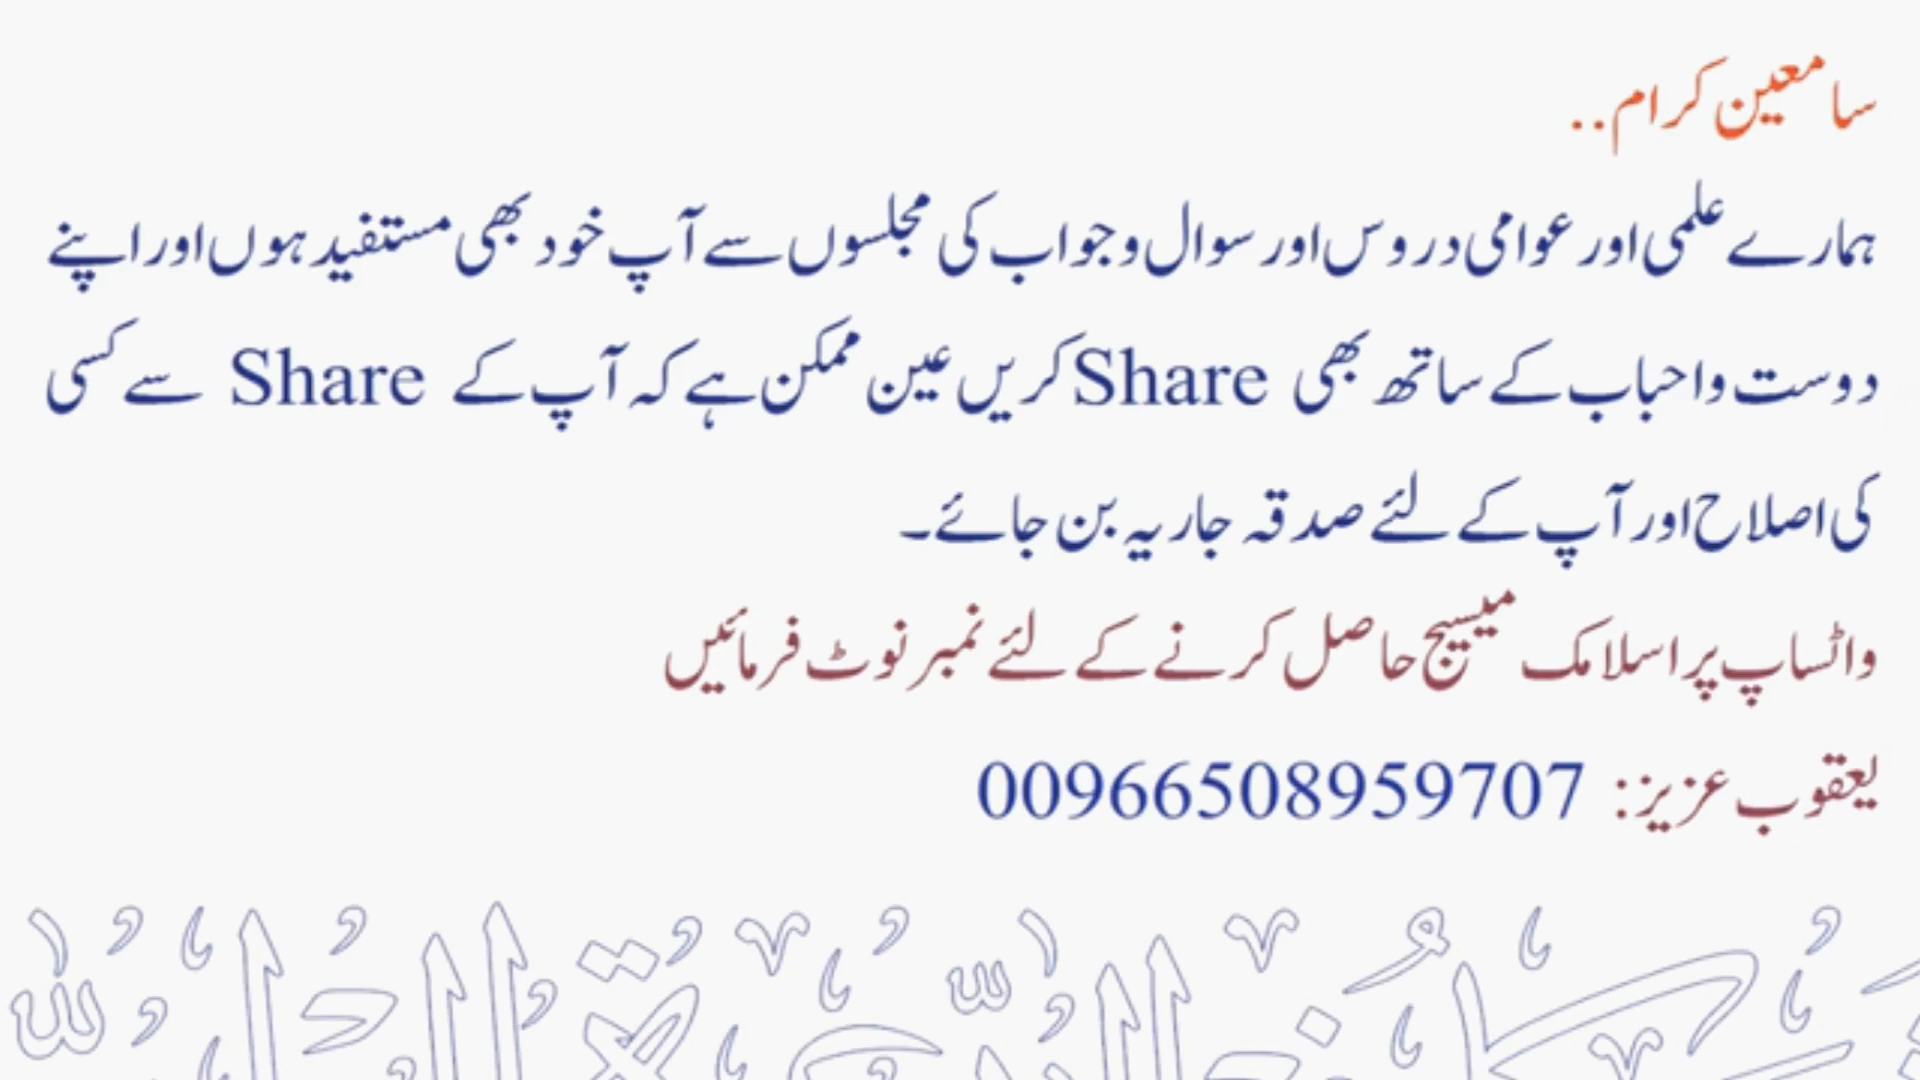 سامعین کرام..
ہمارے علمی اور عوامی دروس اور سوال و جواب کی مجلسوں سے آپ خود بھی مستفید ہوں اور اپنے
دوست و احباب کے ساتھ بھی Share کریں عین ممکن ہے کہ آپ کے Share سے کسی
کی اصلاح اور آپ کے لئے صدقہ جاریہ بن جائے۔
واٹساپ پر اسلامک میسیج حاصل کرنے کے لئے نمبر نوٹ فرمائیں
یعقوب عزیز: 00966508959707